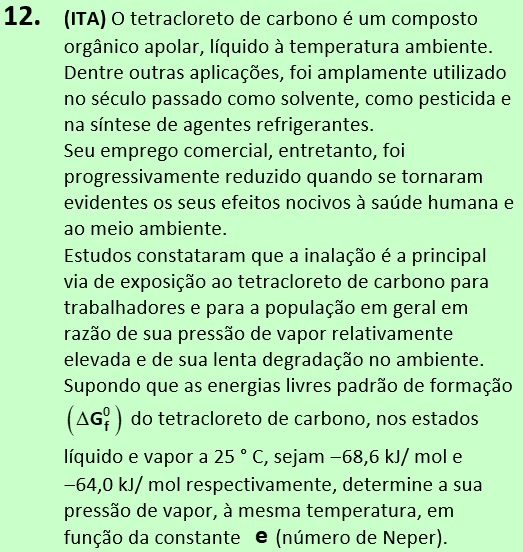 12. (ITA) O tetracloreto de carbono é um composto
orgânico apolar, líquido à temperatura ambiente.
Dentre outras aplicações, foi amplamente utilizado
no século passado como solvente, como pesticida e
na síntese de agentes refrigerantes.
Seu emprego comercial, entretanto, foi
progressivamente reduzido quando se tornaram
evidentes os seus efeitos nocivos à saúde humana e
ao meio ambiente.
Estudos constataram que a inalação é a principal
via de exposição ao tetracloreto de carbono para
trabalhadores e para a população em geral em
razão de sua pressão de vapor relativamente
elevada e de sua lenta degradação no ambiente.
Supondo que as energias livres padrão de formação
(ΔG⁰f) do tetracloreto de carbono, nos estados
líquido e vapor a 25 ° C, sejam −68,6 kJ/ mol e
−64,0 kJ/ mol respectivamente, determine a sua
pressão de vapor, à mesma temperatura, em
função da constante e (número de Neper).